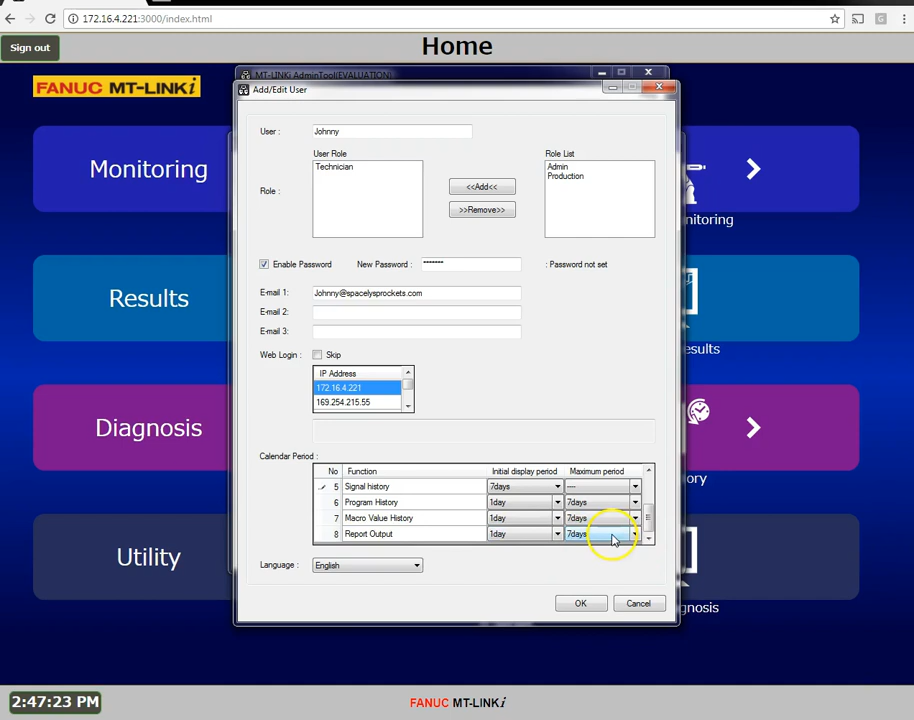 172.16.4.221:3000/index.html
Sign out
Home
FANUC MT-LINKi
MT-LINKi AdminTool(EVALUATION)
Add/Edit User
User :
Johnny
User Role
Role List
Role :
Technician
Admin
Production
<<Add<<
>>Remove>>
Enable Password
New Password :
*******
: Password not set
E-mail 1:
Johnny@spacelysprockets.com
E-mail 2:
E-mail 3:
Web Login :
Skip
IP Address
172.16.4.221
169.254.215.55
Calendar Period :
No Function Initial display period Maximum period
5 Signal history 7days ----
6 Program History 1day 7days
7 Macro Value History 1day 7days
8 Report Output 1day 7days
Language :
English
OK
Cancel
Monitoring
nitoring
Results
esults
Diagnosis
ory
Utility
gnosis
2:47:23 PM
FANUC MT-LINKi